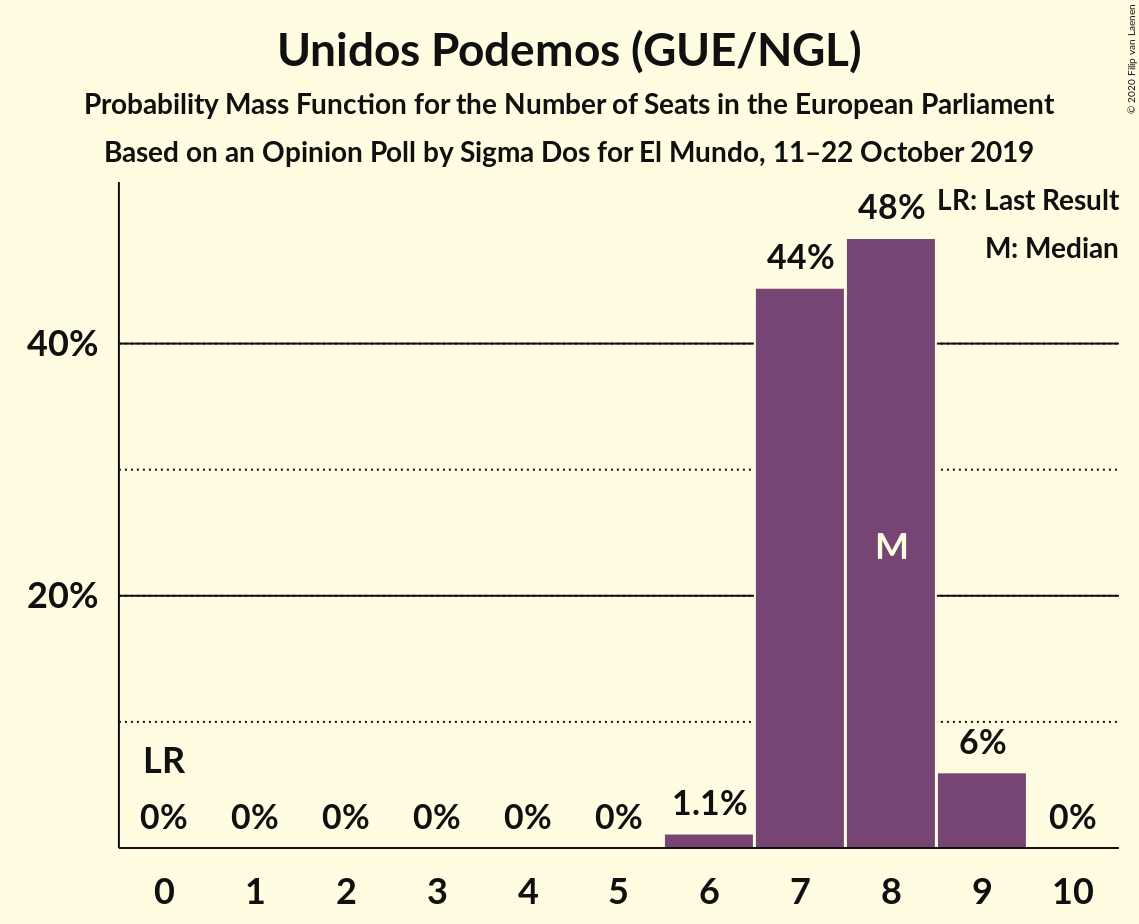 Unidos Podemos (GUE/NGL)
Probability Mass Function for the Number of Seats in the European Parliament
Based on an Opinion Poll by Sigma Dos for El Mundo, 11–22 October 2019
© 2020 Filip van Laenen
LR: Last Result
M: Median
48%
44%
40%
M
20%
LR
6%
1.1%
0% 0% 0% 0% 0% 0% 0%
0 1 2 3 4 5 6 7 8 9 10